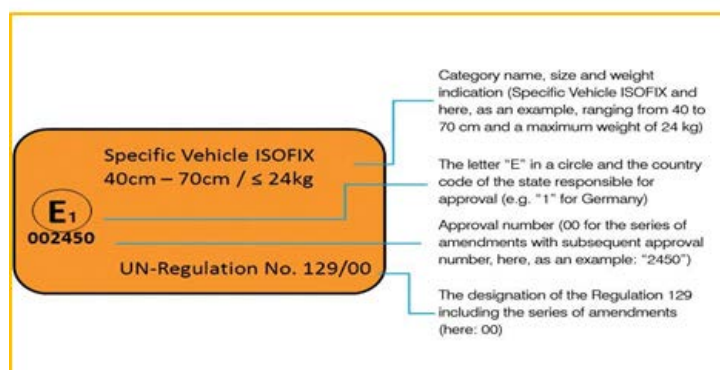 Category name, size and weight
indication (Specific Vehicle ISOFIX and
here, as an example, ranging from 40 to
70 cm and a maximum weight of 24 kg)
Specific Vehicle ISOFIX
40cm – 70cm / ≤ 24kg
The letter "E" in a circle and the country
code of the state responsible for
approval (e.g. "1" for Germany)
E1
002450
Approval number (00 for the series of
amendments with subsequent approval
number, here, as an example: "2450")
UN-Regulation No. 129/00
The designation of the Regulation 129
including the series of amendments
(here: 00)